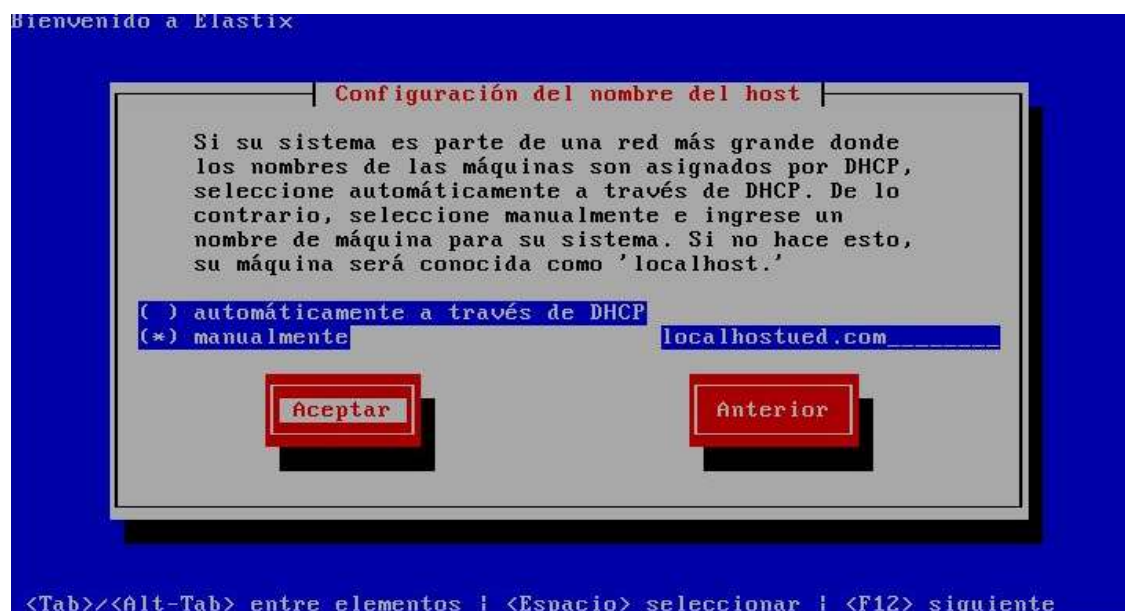 Bienvenido a Elastix
Configuración del nombre del host
Si su sistema es parte de una red más grande donde
los nombres de las máquinas son asignados por DHCP,
seleccione automáticamente a través de DHCP. De lo
contrario, seleccione manualmente e ingrese un
nombre de máquina para su sistema. Si no hace esto,
su máquina será conocida como 'localhost.'
( ) automáticamente a través de DHCP
(*) manualmente localhostued.com________
Aceptar Anterior
<Tab>/<Alt-Tab> entre elementos | <Espacio> seleccionar | <F12> siguiente